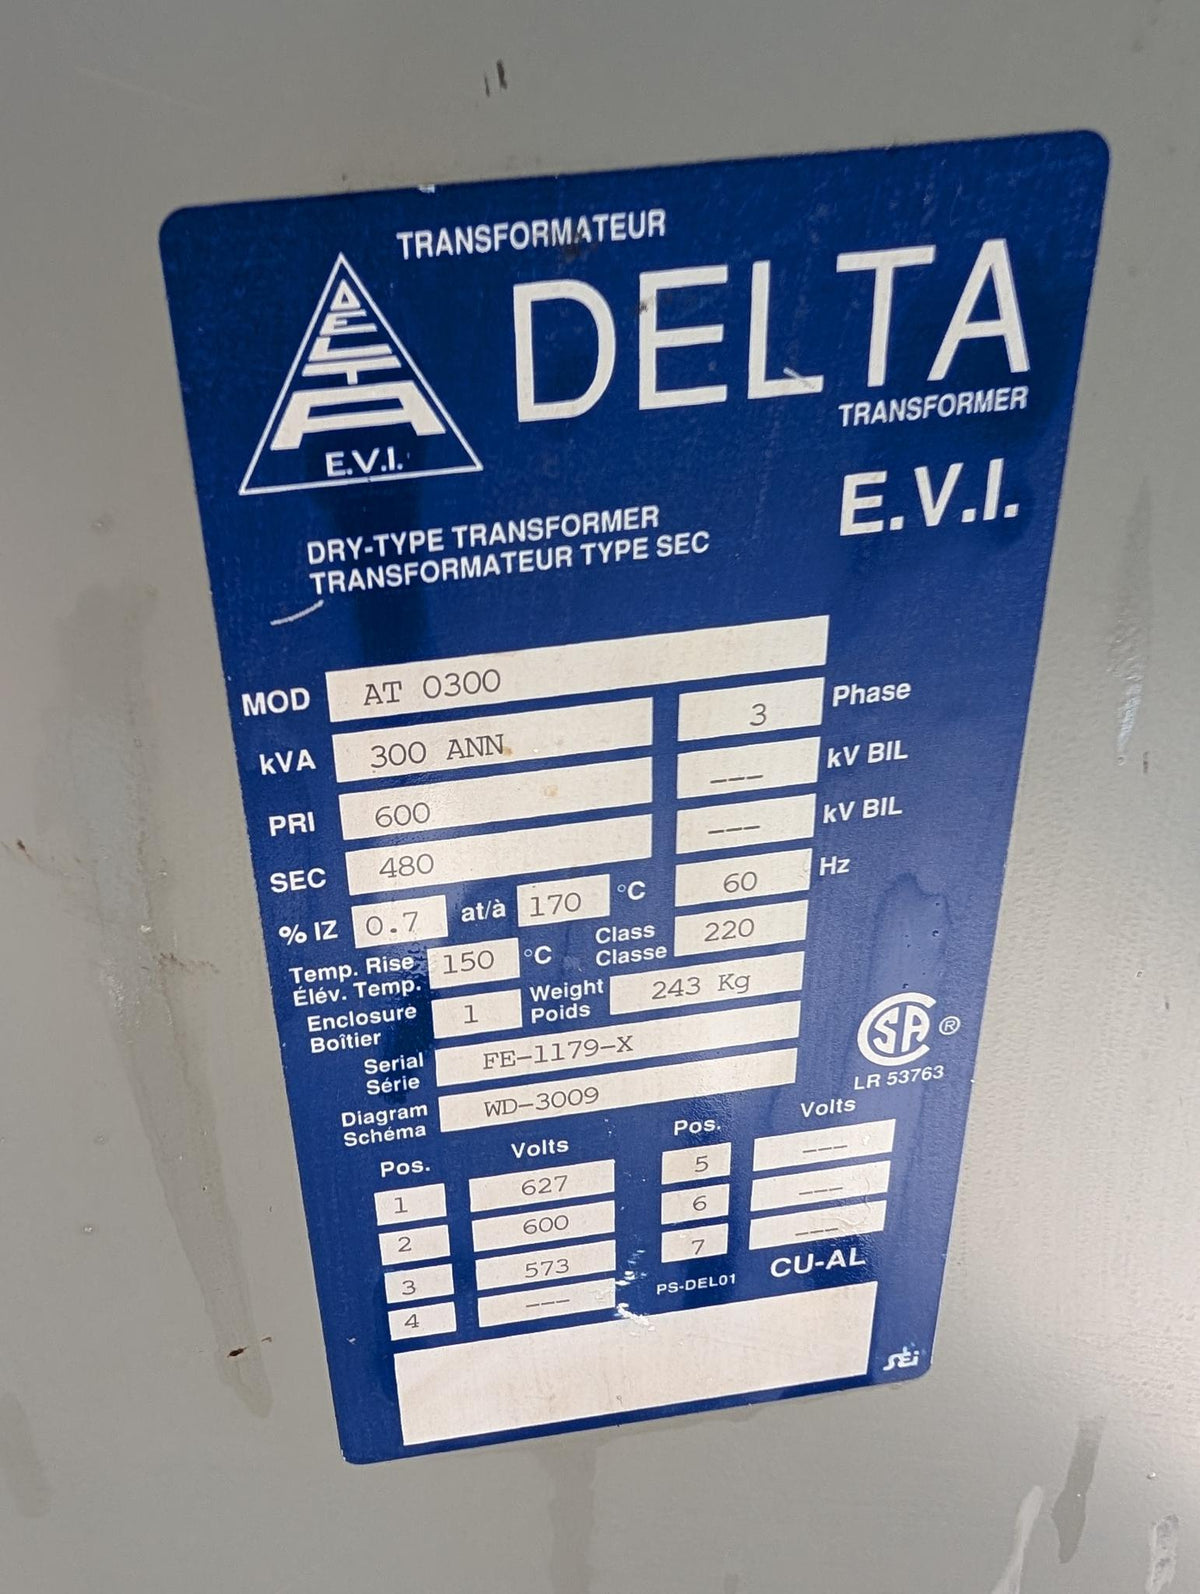 TRANSFORMATEUR
DELTA
TRANSFORMER
DELTA
E.V.I.
E.V.I.
DRY-TYPE TRANSFORMER
TRANSFORMATEUR TYPE SEC
MOD AT 0300
kVA 300 ANN 3 Phase
PRI 600 --- kV BIL
SEC 480 --- kV BIL
% IZ 0.7 at/à 170 °C 60 Hz
Temp. Rise
Élév. Temp. 150 °C Class
Classe 220
Enclosure
Boîtier 1 Weight
Poids 243 Kg
Serial
Série FE-1179-X
Diagram
Schéma WD-3009
CSA ®
LR 53763
Pos. Volts Pos. Volts
1 627 5 ---
2 600 6 ---
3 573 7 ---
4 --- PS-DEL01 CU-AL